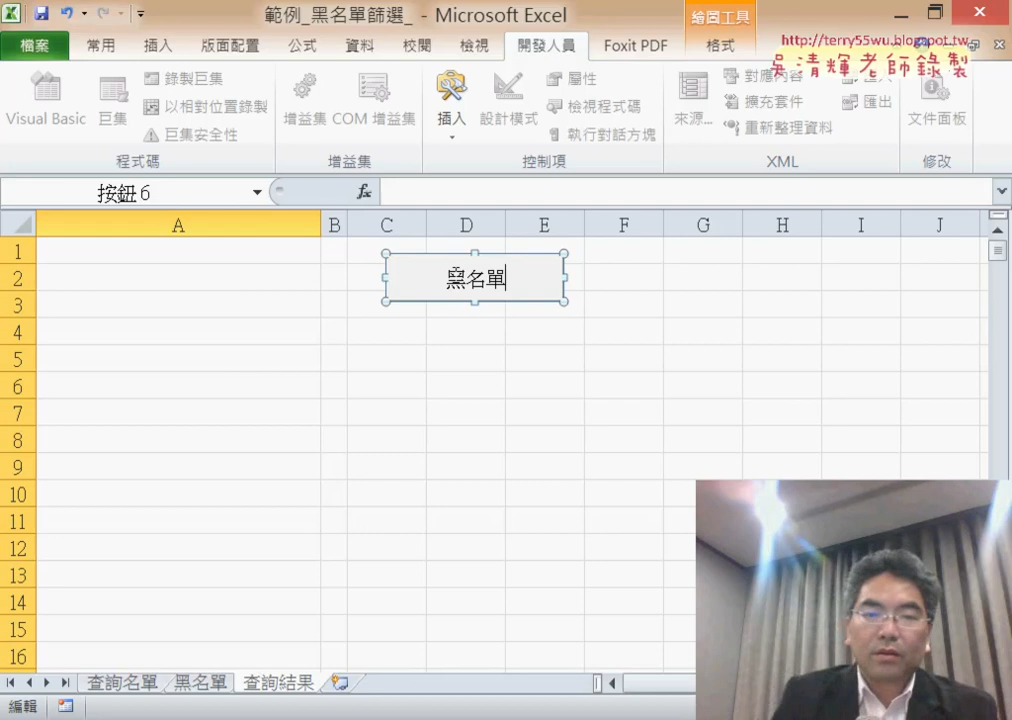 範例_黑名單篩選_ - Microsoft Excel
繪圖工具
檔案 常用 插入 版面配置 公式 資料 校閱 檢視 開發人員 Foxit PDF 格式
http://terry55wu.blogspot.tw
吳清輝老師錄製
Visual Basic 巨集 錄製巨集 以相對位置錄製 巨集安全性 程式碼
增益集 COM 增益集 增益集
插入 設計模式 屬性 檢視程式碼 執行對話方塊 控制項
來源... 對應內容 擴充套件 重新整理資料 匯出 XML
文件面板 修改
按鈕 6 fx
A B C D E F G H I J
1
2
3
4
5
6
7
8
9
10
11
12
13
14
15
16
黑名單
查詢名單 黑名單 查詢結果
編輯